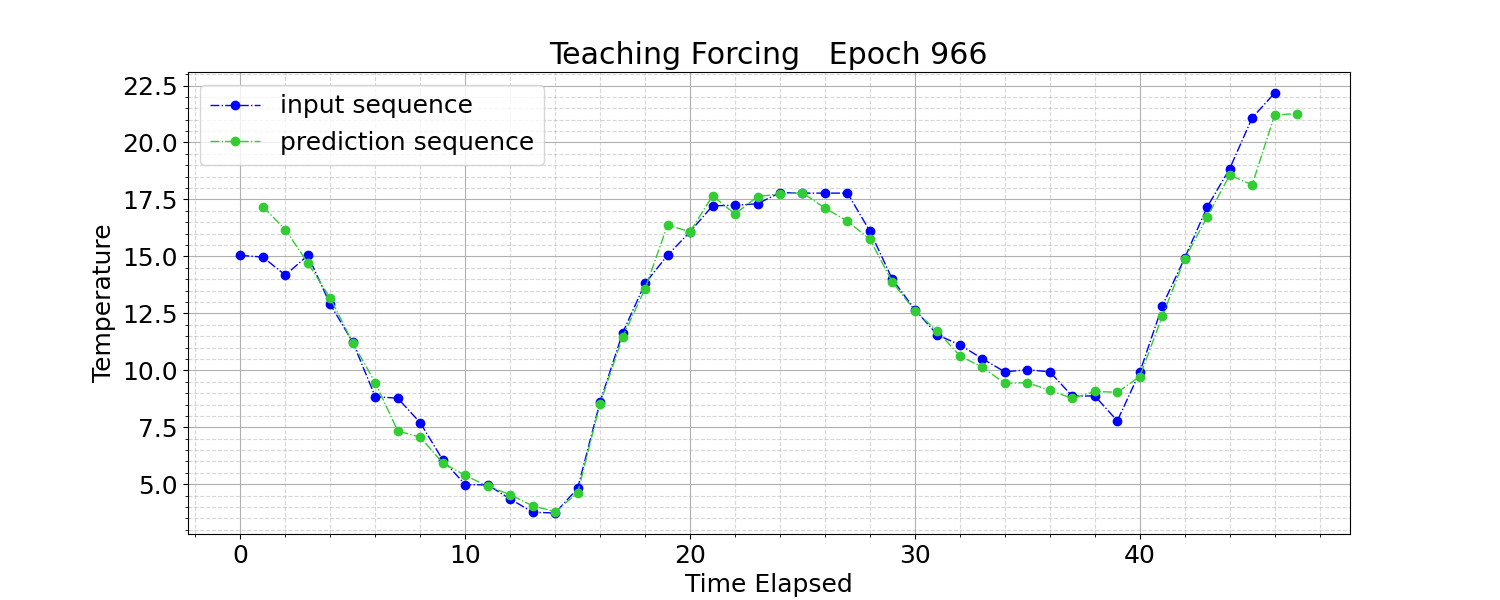 Teaching Forcing   Epoch 966
input sequence
prediction sequence
22.5
20.0
17.5
15.0
12.5
10.0
7.5
5.0
Temperature
0 10 20 30 40
Time Elapsed